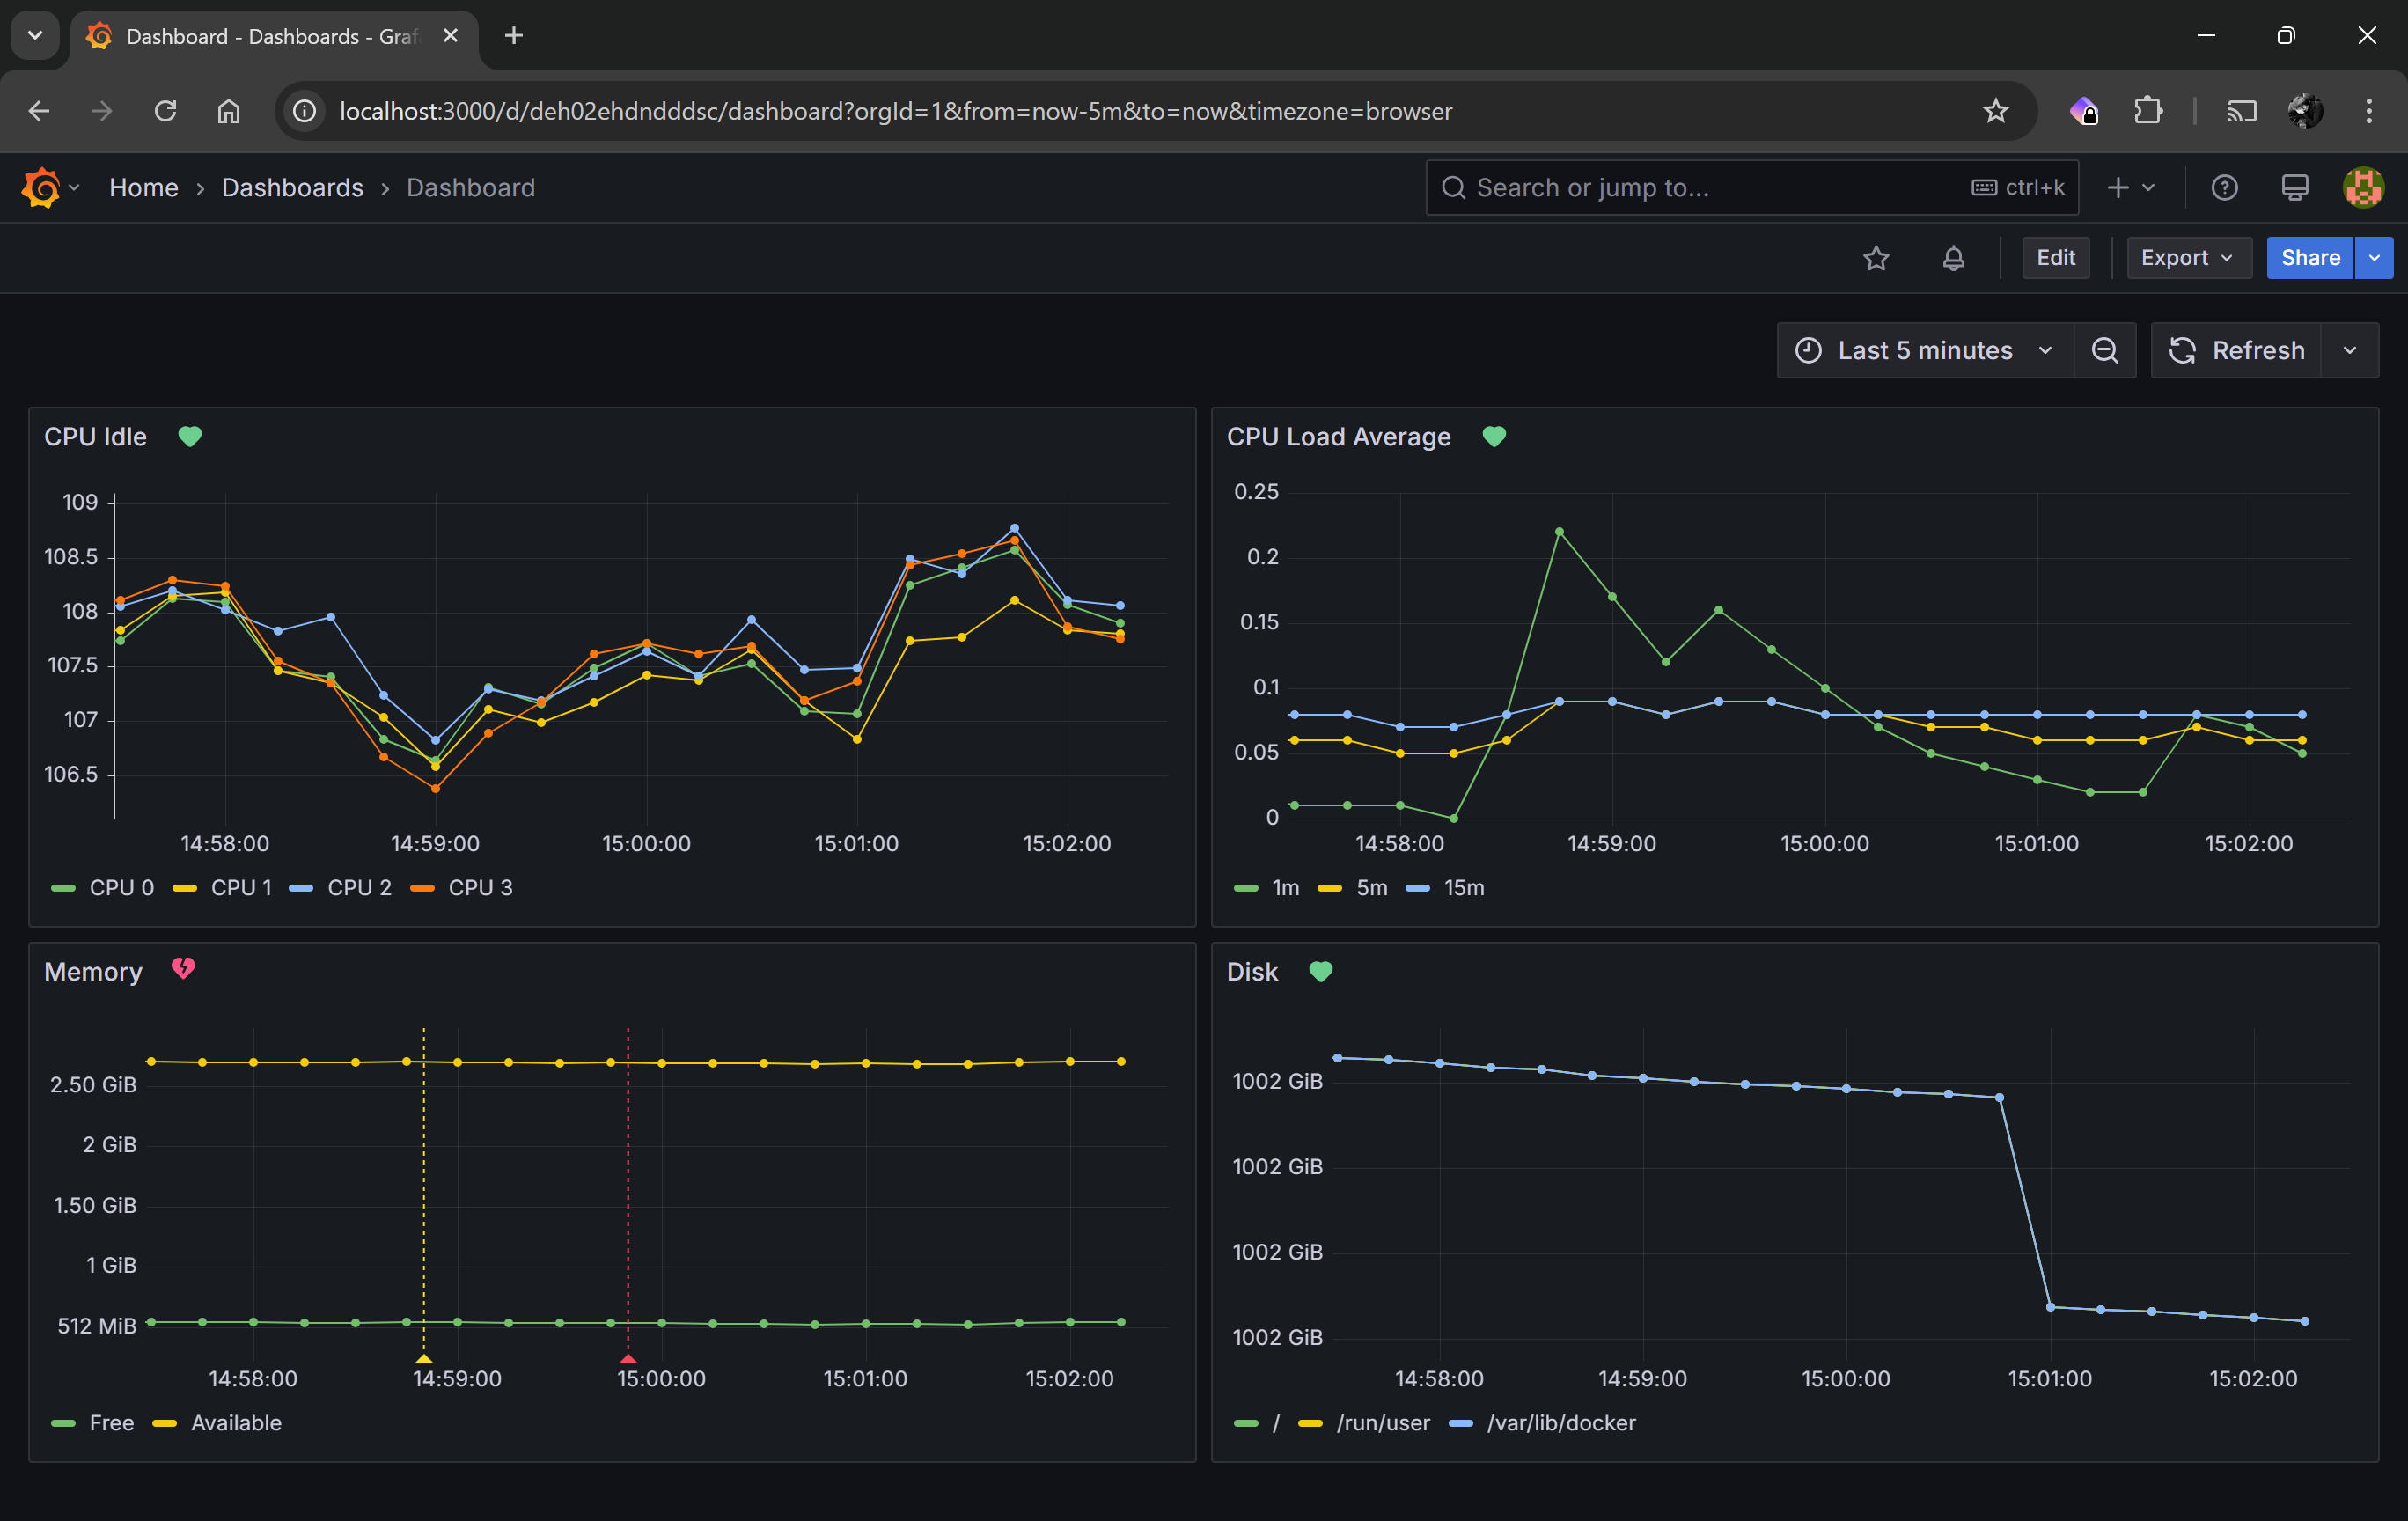 Dashboard - Dashboards - Graf
localhost:3000/d/deh02ehdndddsc/dashboard?orgId=1&from=now-5m&to=now&timezone=browser
Home › Dashboards › Dashboard
Search or jump to...
ctrl+k
Edit
Export
Share
Last 5 minutes
Refresh
CPU Idle
109
108.5
108
107.5
107
106.5
14:58:00 14:59:00 15:00:00 15:01:00 15:02:00
CPU 0 CPU 1 CPU 2 CPU 3
CPU Load Average
0.25
0.2
0.15
0.1
0.05
0
14:58:00 14:59:00 15:00:00 15:01:00 15:02:00
1m 5m 15m
Memory
2.50 GiB
2 GiB
1.50 GiB
1 GiB
512 MiB
14:58:00 14:59:00 15:00:00 15:01:00 15:02:00
Free Available
Disk
1002 GiB
1002 GiB
1002 GiB
1002 GiB
14:58:00 14:59:00 15:00:00 15:01:00 15:02:00
/ /run/user /var/lib/docker